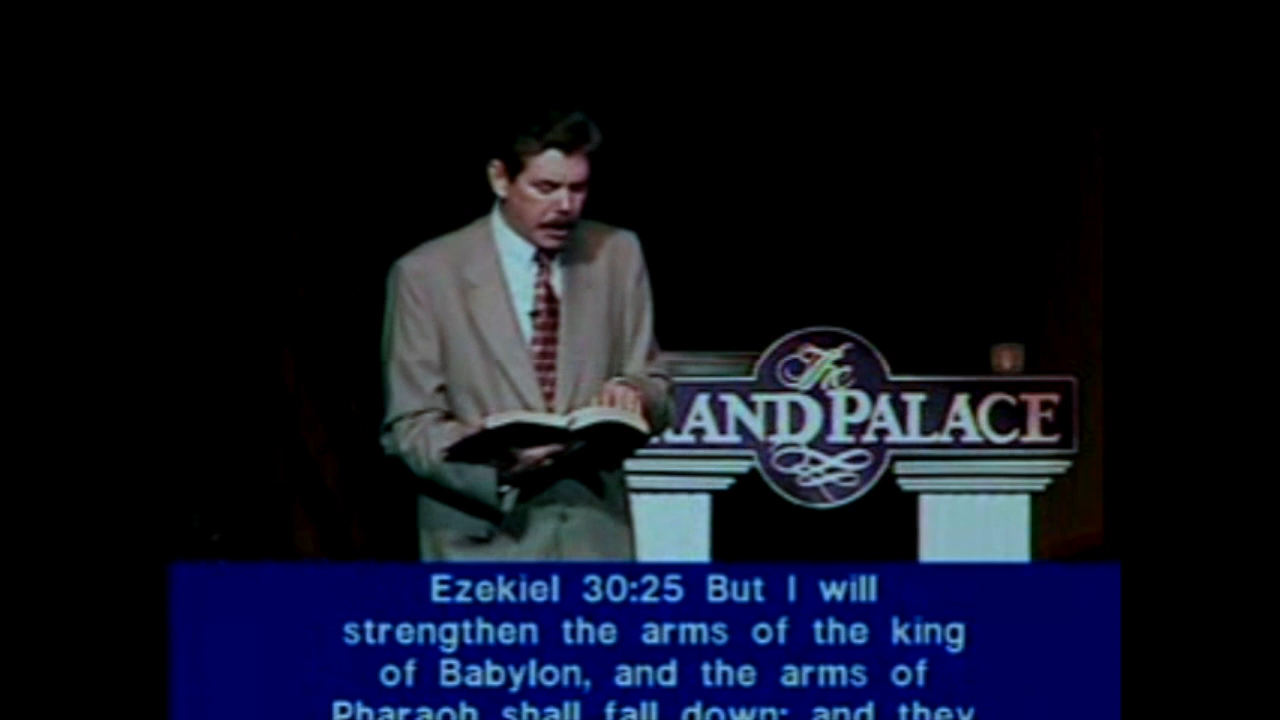 The
RAND PALACE
Ezekiel 30:25 But I will
strengthen the arms of the king
of Babylon, and the arms of
Pharaoh shall fall down; and they